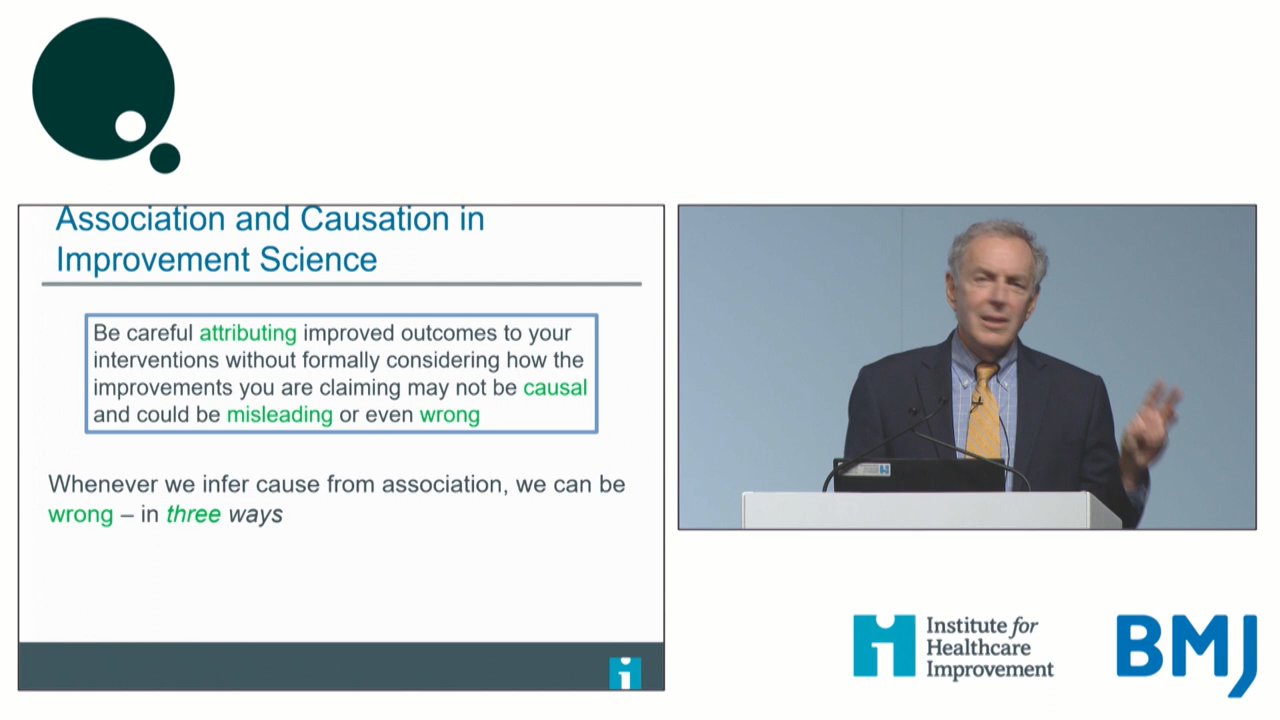 Association and Causation in
Improvement Science
Be careful attributing improved outcomes to your
interventions without formally considering how the
improvements you are claiming may not be causal
and could be misleading or even wrong
Whenever we infer cause from association, we can be
wrong – in three ways
Institute for
Healthcare
Improvement
BMJ